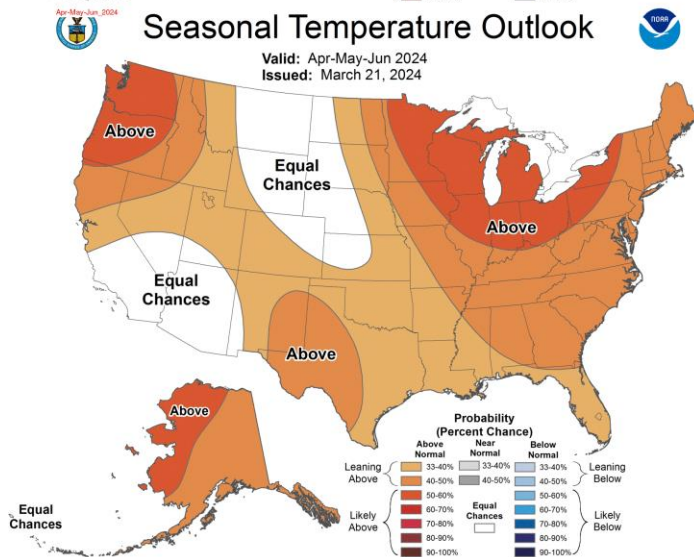 Apr-May-Jun_2024
Seasonal Temperature Outlook
NOAA
Valid: Apr-May-Jun 2024
Issued: March 21, 2024
Above
Equal
Chances
Above
Equal
Chances
Above
Above
Equal
Chances
Probability
(Percent Chance)
Above
Normal
Near
Normal
Below
Normal
Leaning
Above
33-40%
33-40%
33-40%
Leaning
Below
40-50%
40-50%
40-50%
Likely
Above
50-60%
60-70%
70-80%
80-90%
90-100%
Equal
Chances
50-60%
60-70%
70-80%
80-90%
90-100%
Likely
Below